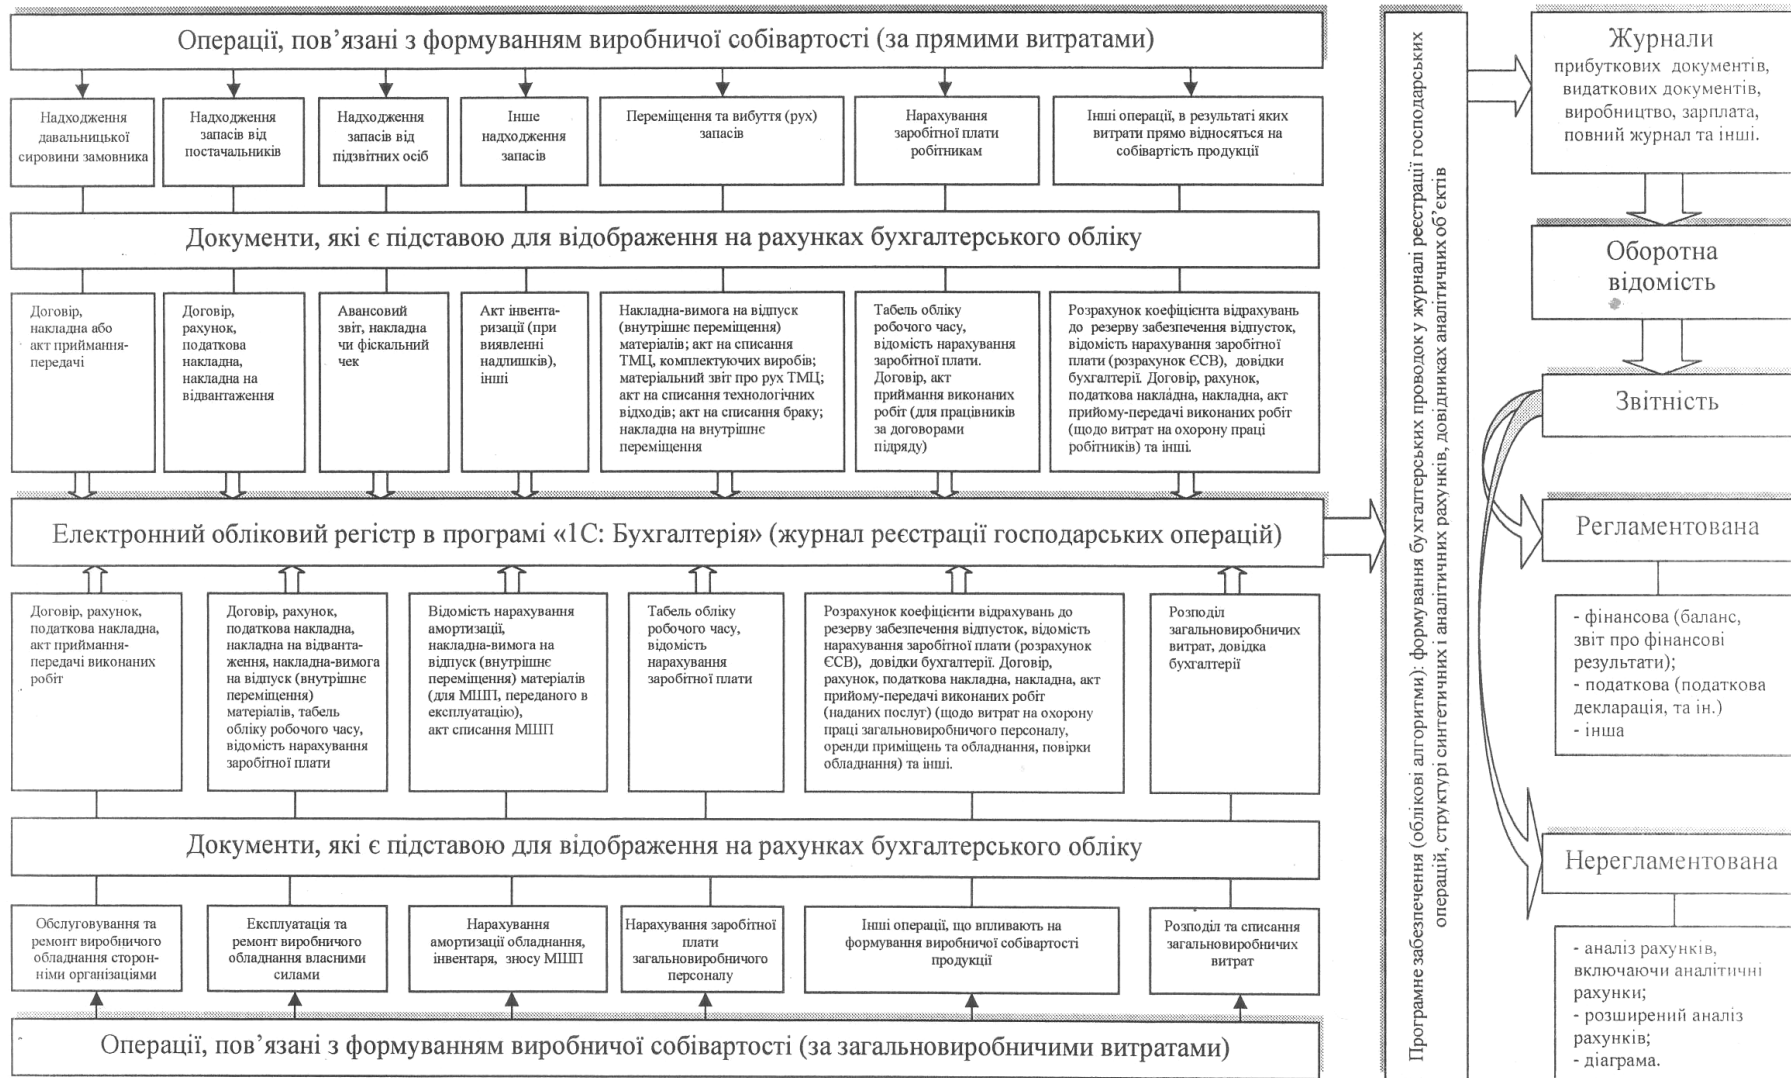 Операції, пов’язані з формуванням виробничої собівартості (за прямими витратами)
Надходження
давальницької
сировини замовника
Надходження
запасів від
постачальників
Надходження
запасів від
підзвітних осіб
Інше
надходження
запасів
Переміщення та вибуття (рух)
запасів
Нарахування
заробітної плати
робітникам
Інші операції, в результаті яких
витрати прямо відносяться на
собівартість продукції
Документи, які є підставою для відображення на рахунках бухгалтерського обліку
Договір,
накладна або
акт приймання-
передачі
Договір,
рахунок,
податкова
накладна,
накладна на
відвантаження
Авансовий
звіт, накладна
чи фіскальний
чек
Акт інвента-
ризації (при
виявленні
надлишків),
інші
Накладна-вимога на відпуск
(внутрішнє переміщення)
матеріалів; акт на списання
ТМЦ, комплектуючих виробів;
матеріальний звіт про рух ТМЦ;
акт на списання технологічних
відходів; акт на списання браку;
накладна на внутрішнє
переміщення
Табель обліку
робочого часу,
відомість нарахування
заробітної плати.
Договір, акт
приймання виконаних
робіт (для працівників
за договорами
підряду)
Розрахунок коефіцієнта відрахувань
до резерву забезпечення відпусток,
відомість нарахування заробітної
плати (розрахунок ЄСВ), довідки
бухгалтерії. Договір, рахунок,
податкова накладна, накладна, акт
прийому-передачі виконаних робіт
(щодо витрат на охорону праці
робітників) та інші.
Електронний обліковий регістр в програмі «1С: Бухгалтерія» (журнал реєстрації господарських операцій)
Договір, рахунок,
податкова накладна,
акт приймання-
передачі виконаних
робіт
Договір, рахунок,
податкова накладна,
накладна на відванта-
ження, накладна-вимога
на відпуск (внутрішнє
переміщення)
матеріалів, табель
обліку робочого часу,
відомість нарахування
заробітної плати
Відомість нарахування
амортизації,
накладна-вимога на
відпуск (внутрішнє
переміщення) матеріалів
(для МШП, переданого в
експлуатацію),
акт списання МШП
Табель обліку
робочого часу,
відомість
нарахування
заробітної плати
Розрахунок коефіцієнти відрахувань до
резерву забезпечення відпусток, відомість
нарахування заробітної плати (розрахунок
ЄСВ), довідки бухгалтерії. Договір,
рахунок, податкова накладна, накладна, акт
прийому-передачі виконаних робіт
(наданих послуг) (щодо витрат на охорону
праці загальновиробничого персоналу,
оренди приміщень та обладнання, повірки
обладнання) та інші.
Розподіл
загальновиробничих
витрат, довідка
бухгалтерії
Документи, які є підставою для відображення на рахунках бухгалтерського обліку
Обслуговування та
ремонт виробничого
обладнання сторон-
німи організаціями
Експлуатація та
ремонт виробничого
обладнання власними
силами
Нарахування
амортизації обладнання,
інвентаря, зносу МШП
Нарахування заробітної
плати
загальновиробничого
персоналу
Інші операції, що впливають на
формування виробничої собівартості
продукції
Розподіл та списання
загальновиробничих
витрат
Операції, пов’язані з формуванням виробничої собівартості (за загальновиробничими витратами)
Програмне забезпечення (облікові алгоритми): формування бухгалтерських проводок у журналі реєстрації господарських
операцій, структурі синтетичних і аналітичних рахунків, довідниках аналітичних об’єктів
Журнали
прибуткових документів,
видаткових документів,
виробництво, зарплата,
повний журнал та інші.
Оборотна
відомість
Звітність
Регламентована
- фінансова (баланс,
звіт про фінансові
результати);
- податкова (податкова
декларація, та ін.)
- інша
Нерегламентована
- аналіз рахунків,
включаючи аналітичні
рахунки;
- розширений аналіз
рахунків;
- діаграма.